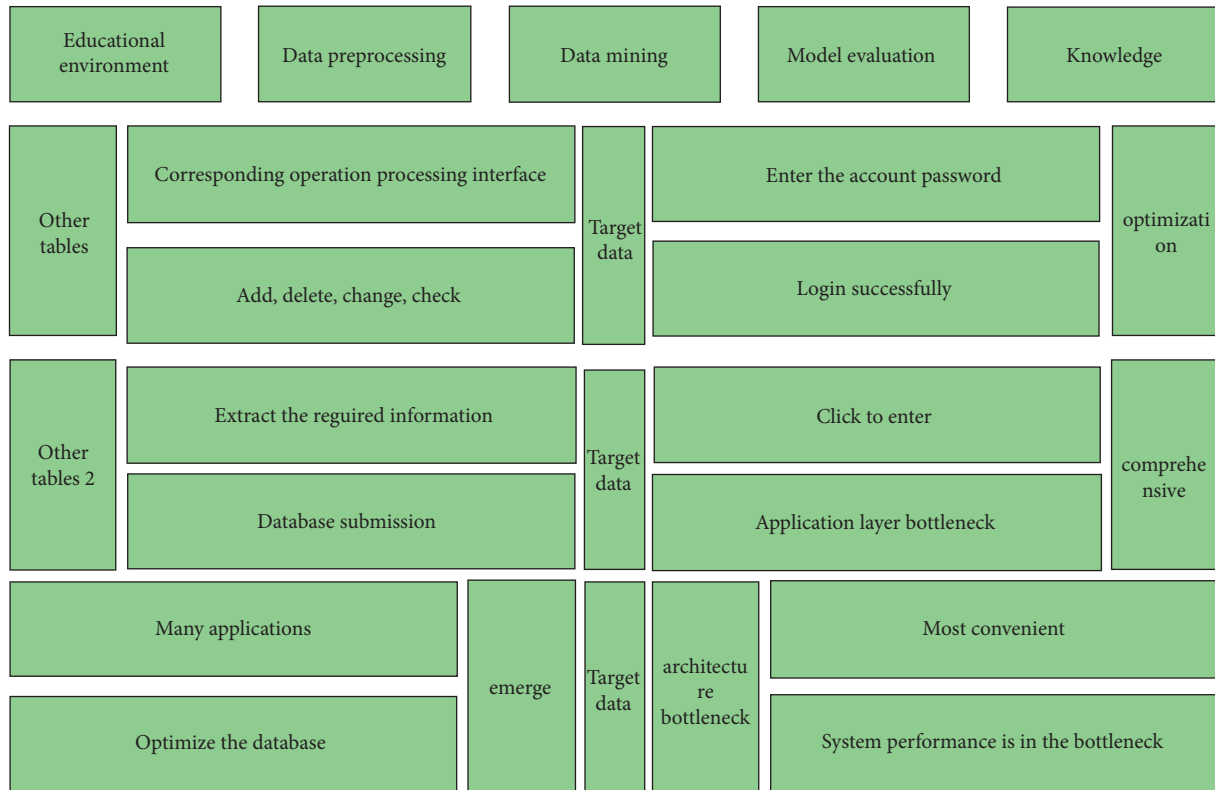 Educational
environment
Data preprocessing
Data mining
Model evaluation
Knowledge
Other
tables
Corresponding operation processing interface
Add, delete, change, check
Target
data
Enter the account password
Login successfully
optimizati
on
Other
tables 2
Extract the reguired information
Database submission
Target
data
Click to enter
Application layer bottleneck
comprehe
nsive
Many applications
Optimize the database
emerge
Target
data
architectu
re
bottleneck
Most convenient
System performance is in the bottleneck